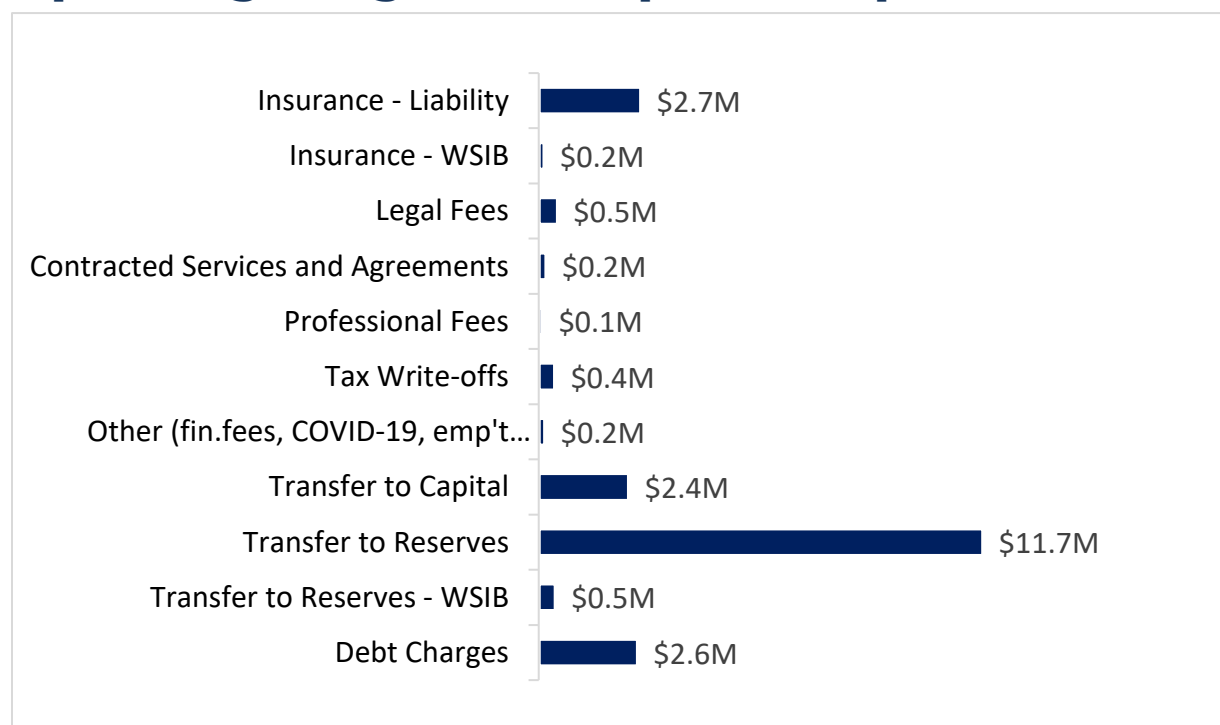 Insurance - Liability $2.7M
Insurance - WSIB $0.2M
Legal Fees $0.5M
Contracted Services and Agreements $0.2M
Professional Fees $0.1M
Tax Write-offs $0.4M
Other (fin.fees, COVID-19, emp't... $0.2M
Transfer to Capital $2.4M
Transfer to Reserves $11.7M
Transfer to Reserves - WSIB $0.5M
Debt Charges $2.6M